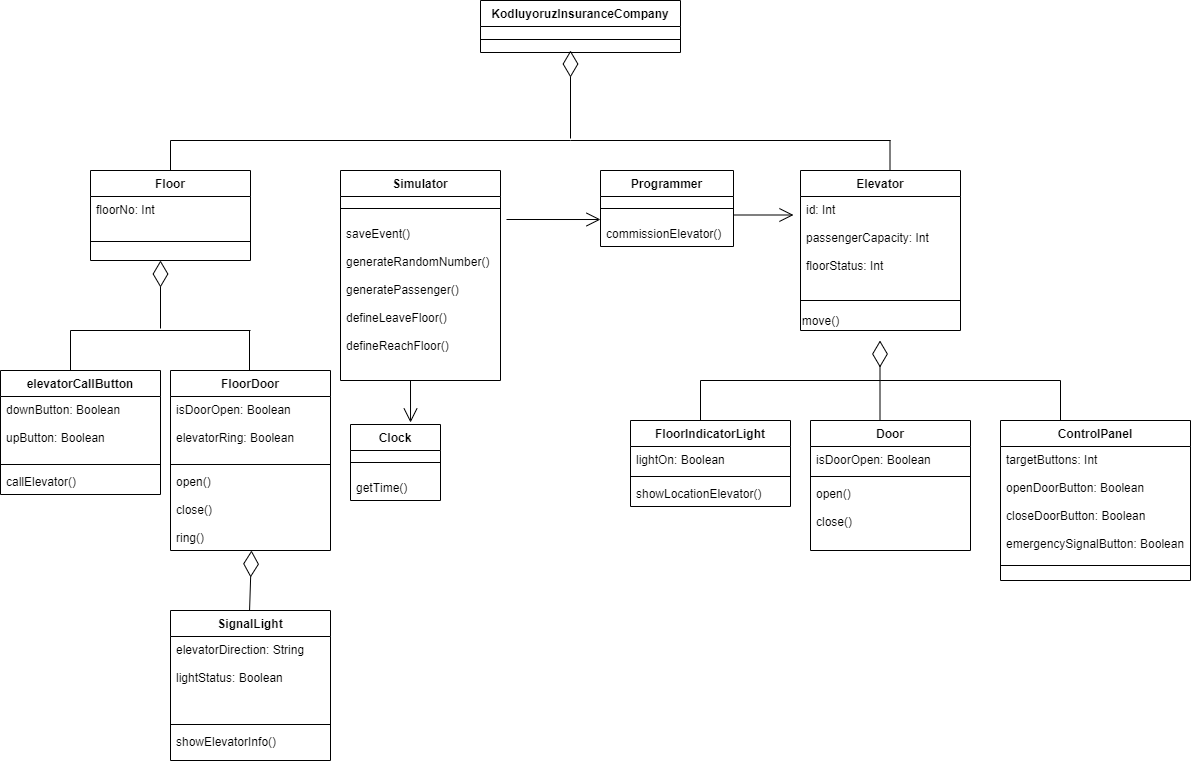 KodluyoruzInsuranceCompany
Floor
floorNo: Int
Simulator
saveEvent()
generateRandomNumber()
generatePassenger()
defineLeaveFloor()
defineReachFloor()
Programmer
commissionElevator()
Elevator
id: Int
passengerCapacity: Int
floorStatus: Int
move()
elevatorCallButton
downButton: Boolean
upButton: Boolean
callElevator()
FloorDoor
isDoorOpen: Boolean
elevatorRing: Boolean
open()
close()
ring()
Clock
getTime()
FloorIndicatorLight
lightOn: Boolean
showLocationElevator()
Door
isDoorOpen: Boolean
open()
close()
ControlPanel
targetButtons: Int
openDoorButton: Boolean
closeDoorButton: Boolean
emergencySignalButton: Boolean
SignalLight
elevatorDirection: String
lightStatus: Boolean
showElevatorInfo()